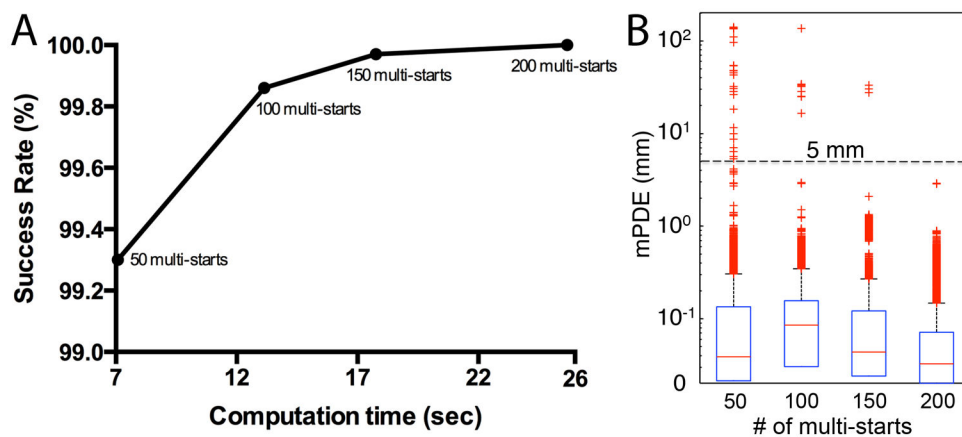 A
100.0
99.8
99.6
99.4
99.2
99.0
Success Rate (%)
50 multi-starts
100 multi-starts
150 multi-starts
200 multi-starts
7
12
17
22
26
Computation time (sec)
B
10²
10¹
10⁰
10⁻¹
0
mPDE (mm)
5 mm
50
100
150
200
# of multi-starts